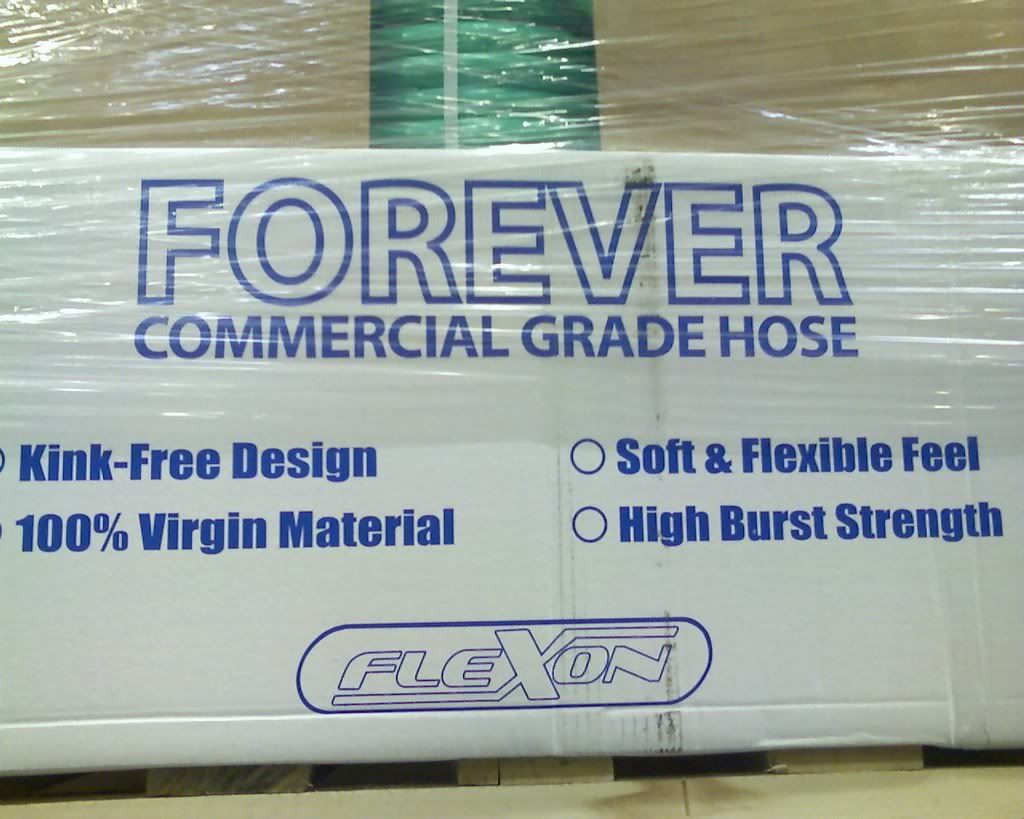 FOREVER
COMMERCIAL GRADE HOSE
Kink-Free Design
Soft & Flexible Feel
100% Virgin Material
High Burst Strength
FLEXON